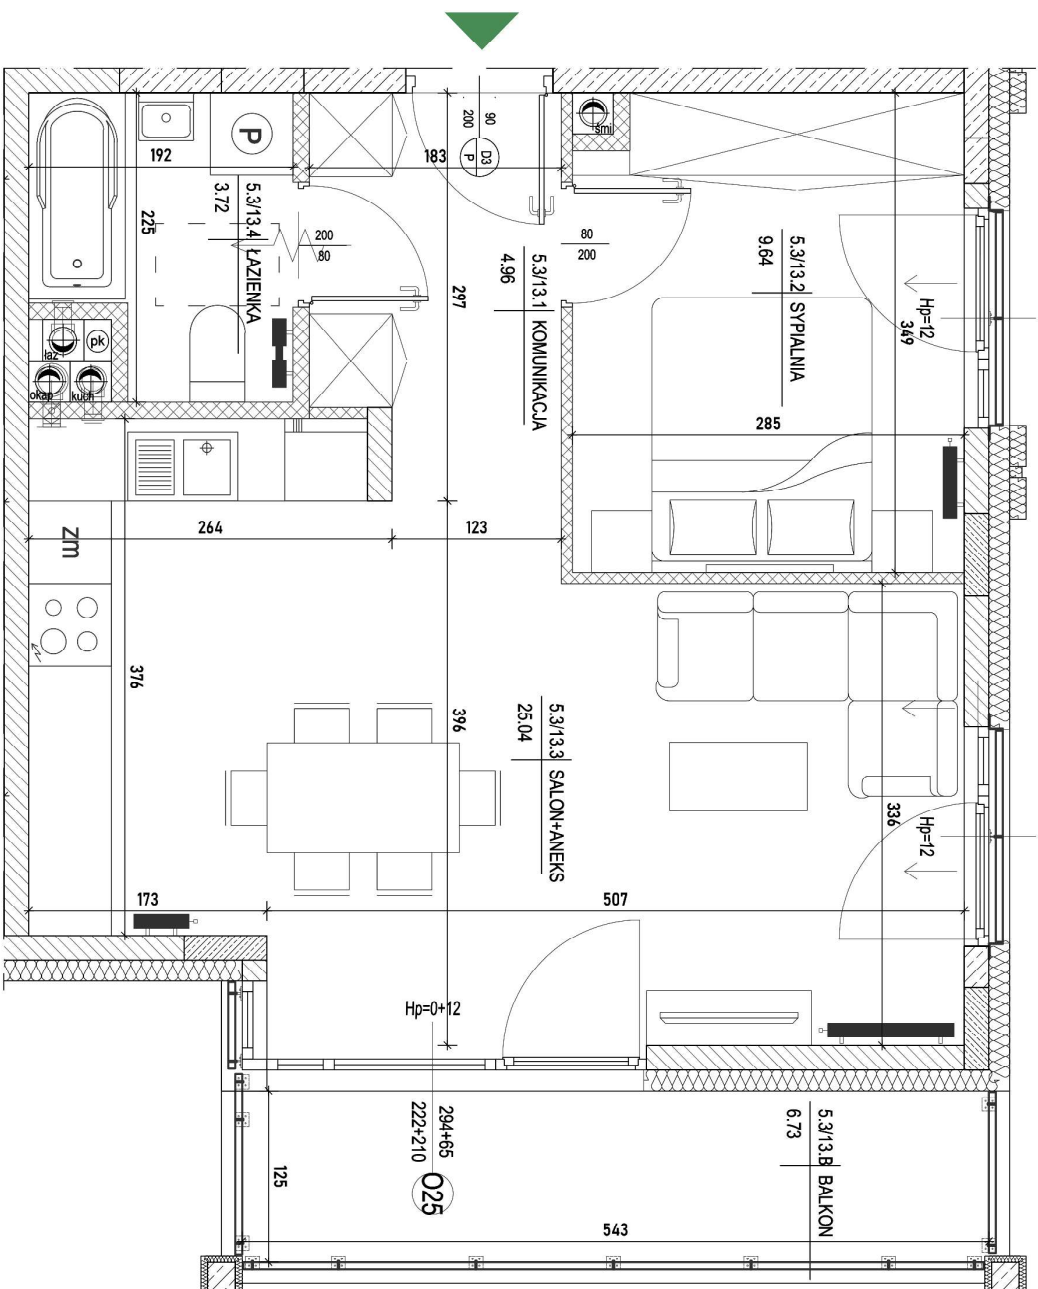 90
200
D3
P
P
śmi
192
183
5.3/13.4 ŁAZIENKA
3.72
225
200
80
80
200
5.3/13.1 KOMUNIKACJA
4.96
297
5.3/13.2 SYPIALNIA
9.64
Hp=12
349
łaz
pk
okap
kuch
285
264
123
zm
376
396
5.3/13.3 SALON+ANEKS
25.04
336
Hp=12
173
507
Hp=0+12
294+65
222+210
O25
5.3/13.B BALKON
6.73
125
543